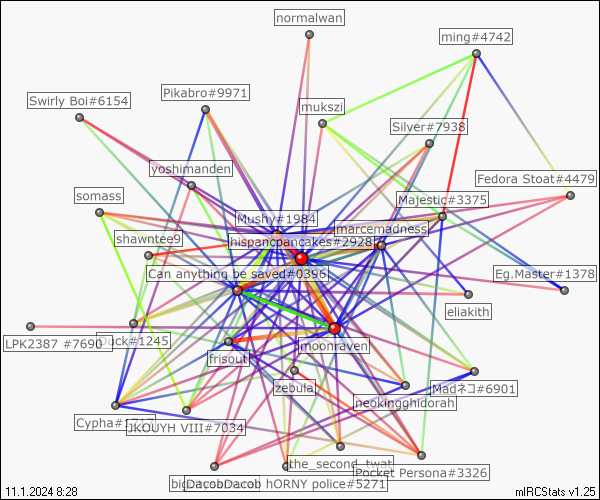 normalwan
ming#4742
Pikabro#9971
Swirly Boi#6154
mukszi
Silver#7938
yoshimanden
Fedora Stoat#4479
somass
Majestic#3375
Mushy#1984
marcemadness
shawntee9
hispancpancakes#2928
Can anything be saved#0396
Eg.Master#1378
eliakith
LPK2387 #7690
Duck#1245
moonraven
frisout
zebula
Madネコ#6901
neokingghidorah
Cypha#
JKOUYH VIII#7034
the_second_twat
Pocket Persona#3326
hORNY police#5271
11.1.2024 8:28
mIRCStats v1.25